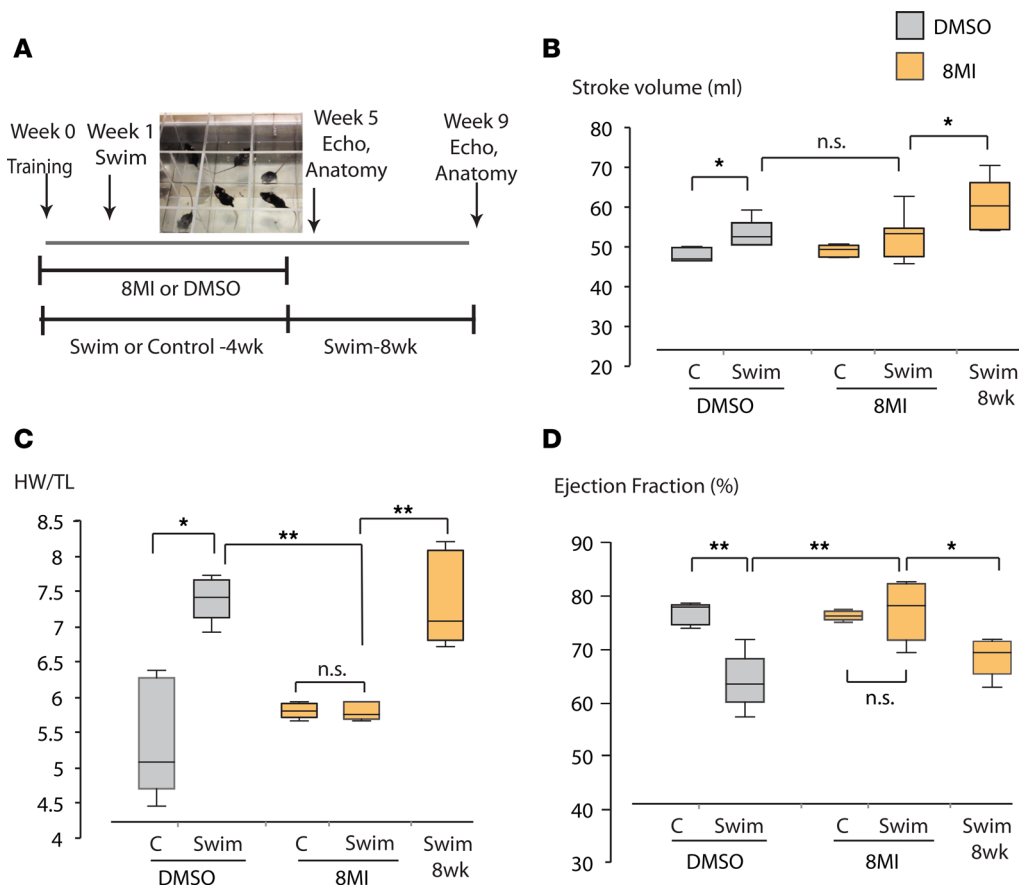 A
Week 0
Training
Week 1
Swim
Week 5
Echo,
Anatomy
Week 9
Echo,
Anatomy
8MI or DMSO
Swim or Control -4wk
Swim-8wk
B
DMSO
8MI
Stroke volume (ml)
80
70
60
50
40
30
20
*
n.s.
*
C
Swim
C
Swim
Swim
8wk
DMSO
8MI
C
HW/TL
8.5
8
7.5
7
6.5
6
5.5
5
4.5
4
*
**
**
n.s.
C
Swim
C
Swim
Swim
8wk
DMSO
8MI
D
Ejection Fraction (%)
90
80
70
60
50
40
30
**
**
*
n.s.
C
Swim
C
Swim
Swim
8wk
DMSO
8MI